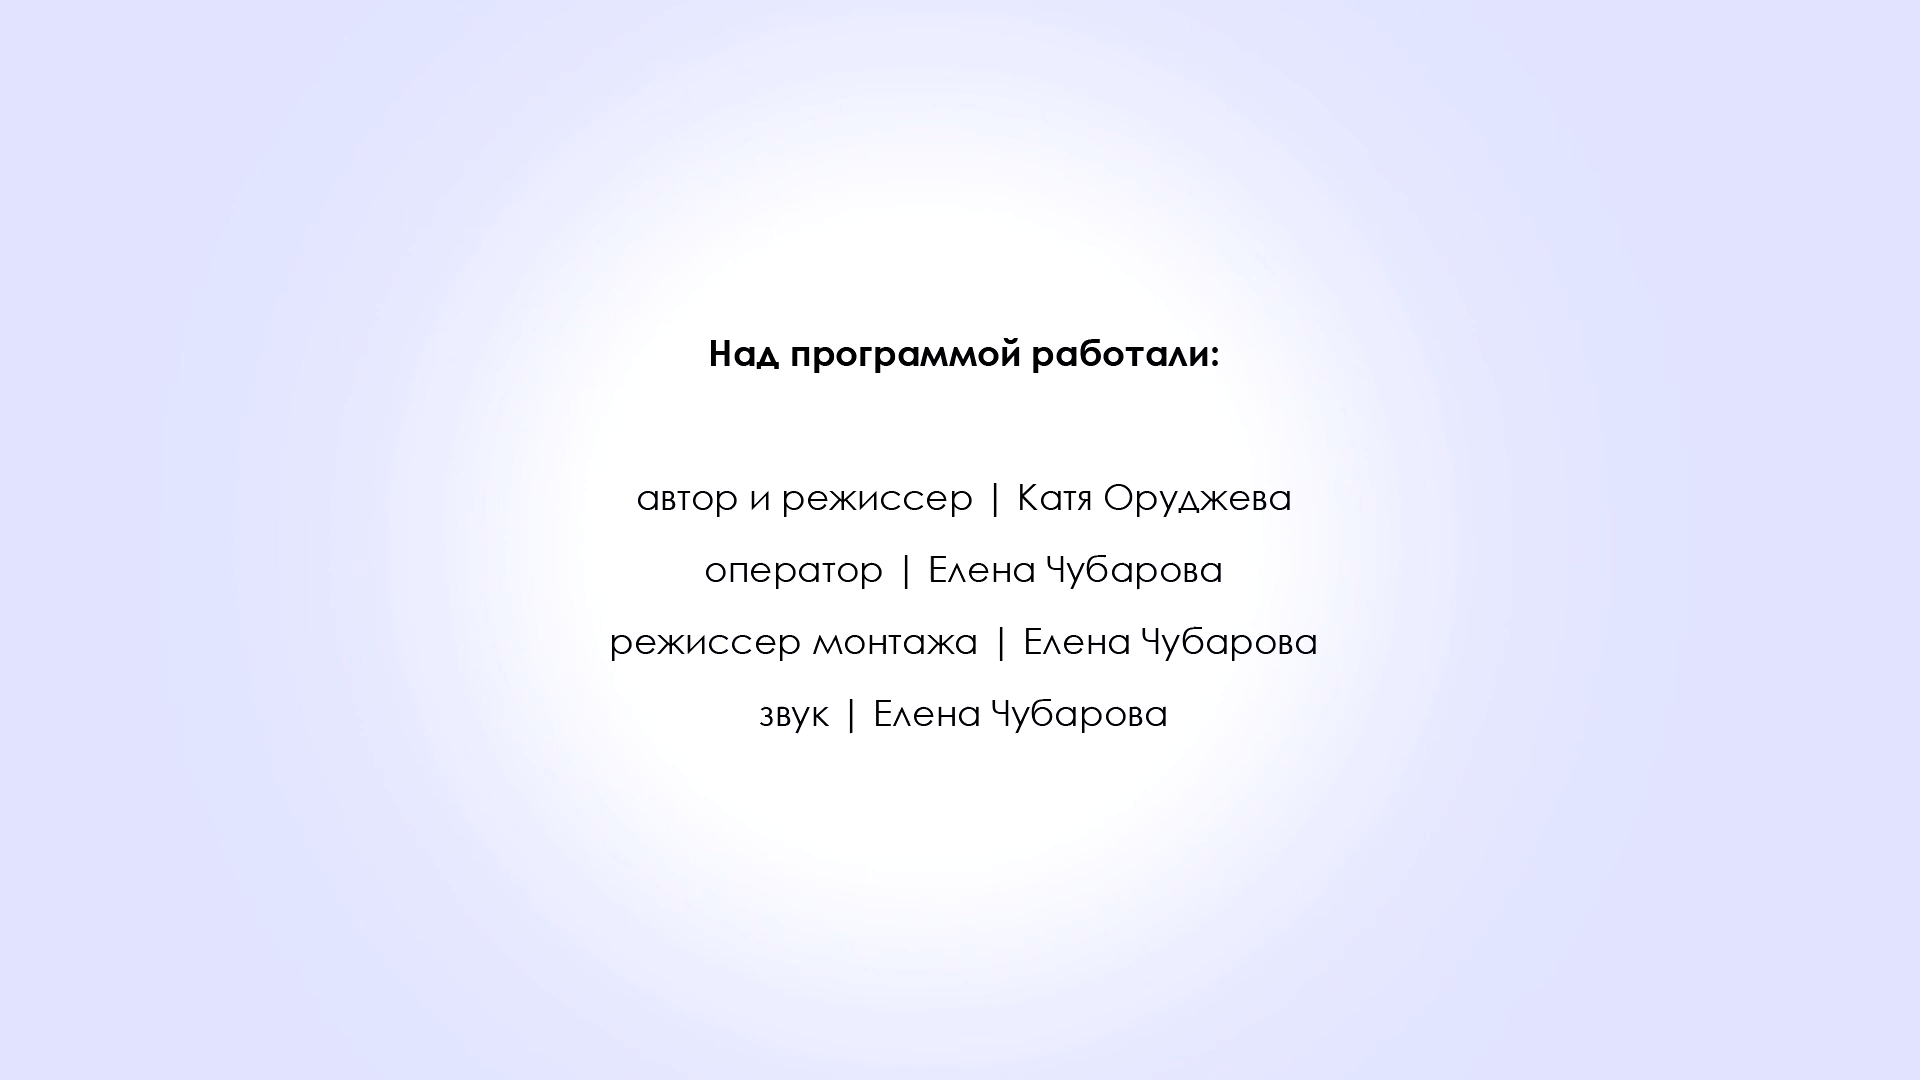 Над программой работали:
автор и режиссер | Катя Оруджева
оператор | Елена Чубарова
режиссер монтажа | Елена Чубарова
звук | Елена Чубарова